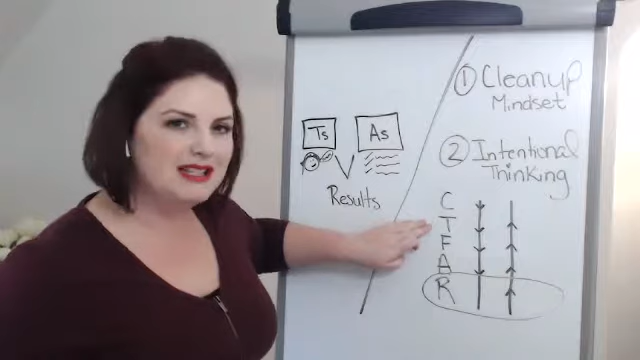 Ts As
Results
① Cleanup
Mindset
② Intentional
Thinking
C
T
F
A
R